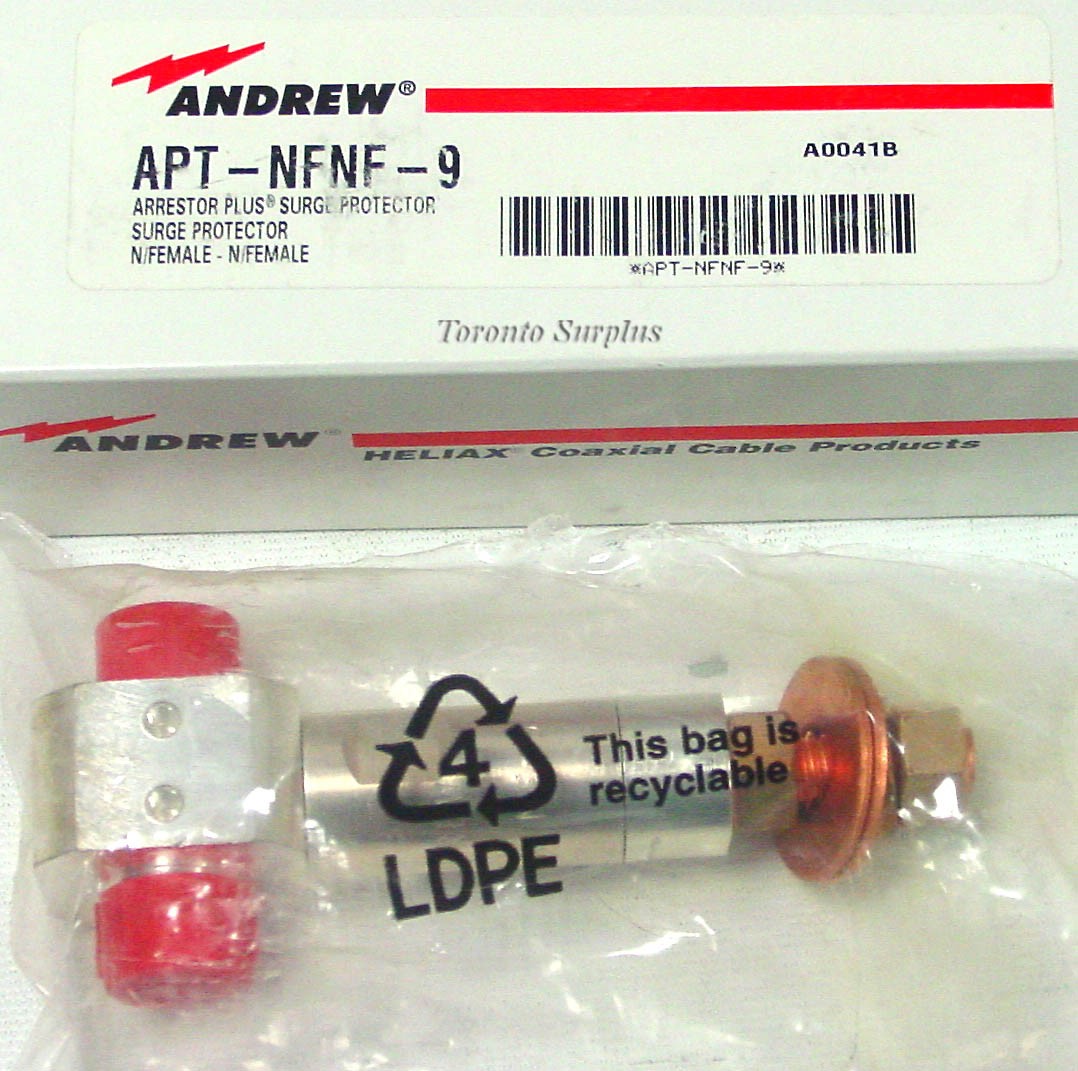 ANDREW®
APT-NFNF-9
A0041B
ARRESTOR PLUS® SURGE PROTECTOR
SURGE PROTECTOR
N/FEMALE - N/FEMALE
*APT-NFNF-9*
Toronto Surplus
ANDREW®
HELIAX® Coaxial Cable Products
4
This bag is
recyclable
LDPE